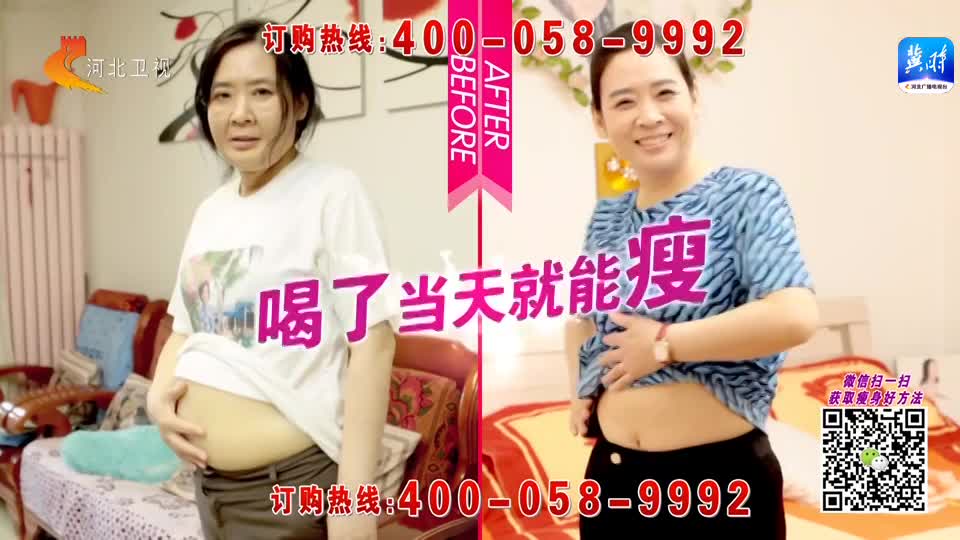 订购热线:400-058-9992
河北卫视
冀时
河北广播电视台
BEFORE
AFTER
喝了当天就能瘦
微信扫一扫
获取瘦身好方法
订购热线:400-058-9992